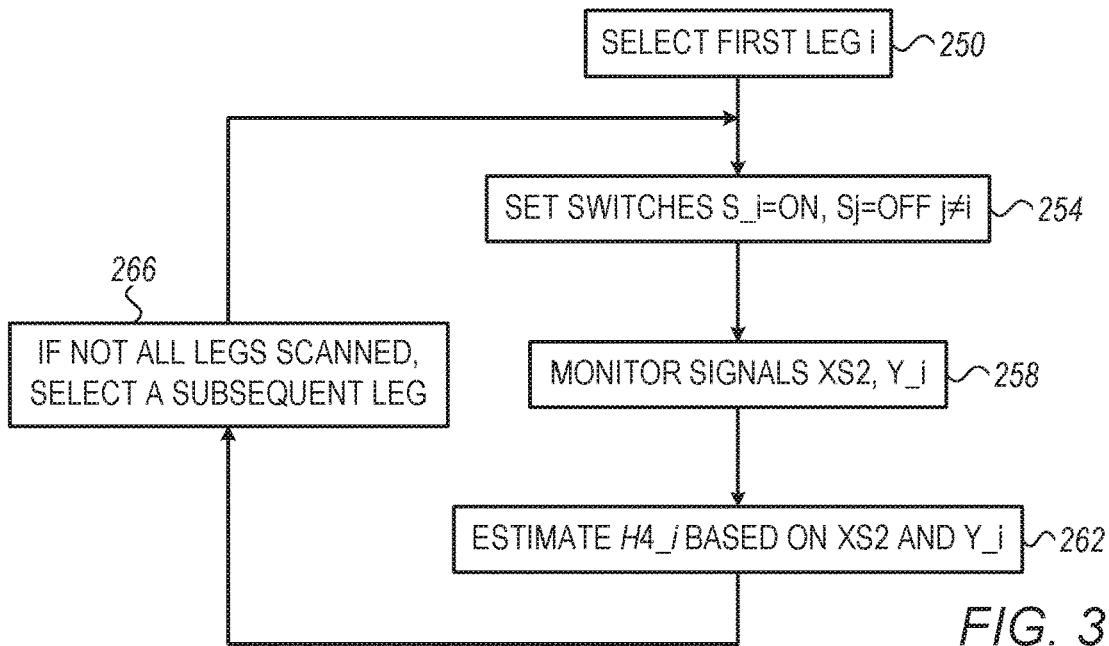 SELECT FIRST LEG i
250
SET SWITCHES S_i=ON, Sj=OFF j≠i
254
266
IF NOT ALL LEGS SCANNED,
SELECT A SUBSEQUENT LEG
MONITOR SIGNALS XS2, Y_i
258
ESTIMATE H4_i BASED ON XS2 AND Y_i
262
FIG. 3